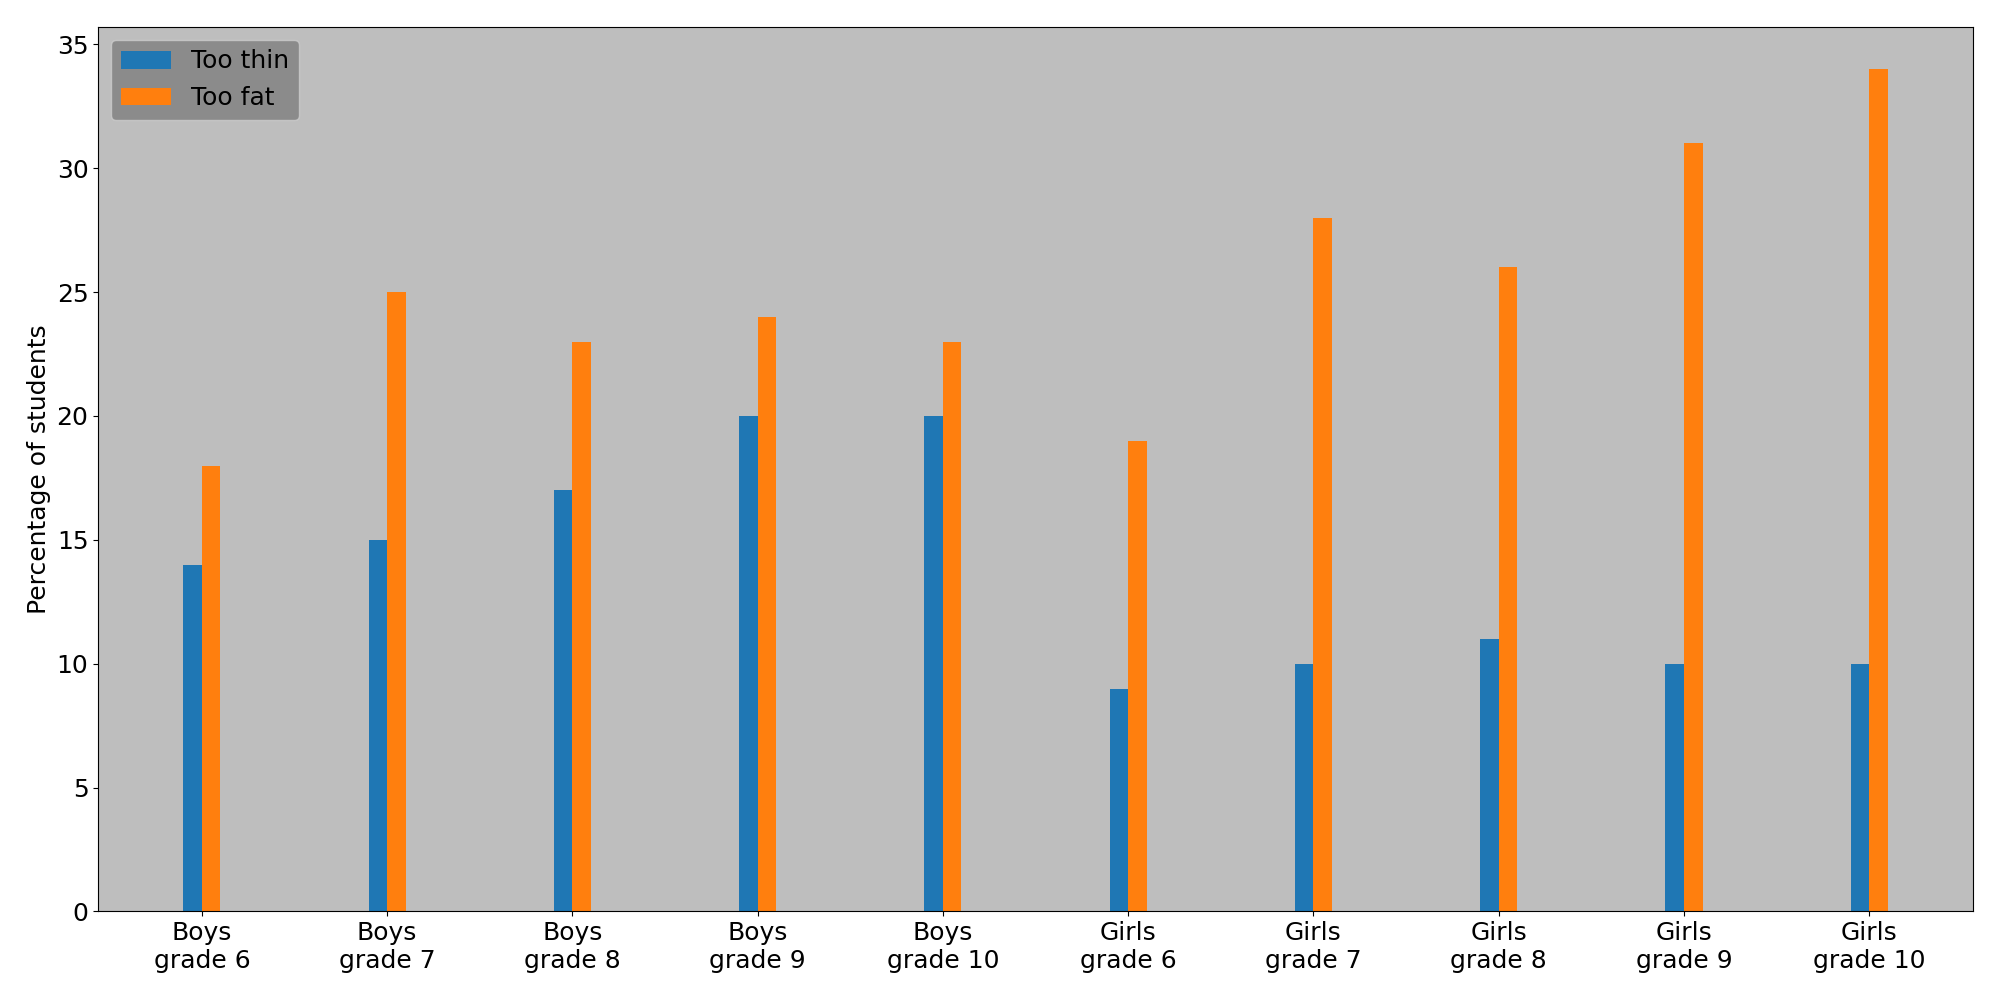 Too thin
Too fat
Percentage of students
35
30
25
20
15
10
5
0
Boys
grade 6
Boys
grade 7
Boys
grade 8
Boys
grade 9
Boys
grade 10
Girls
grade 6
Girls
grade 7
Girls
grade 8
Girls
grade 9
Girls
grade 10